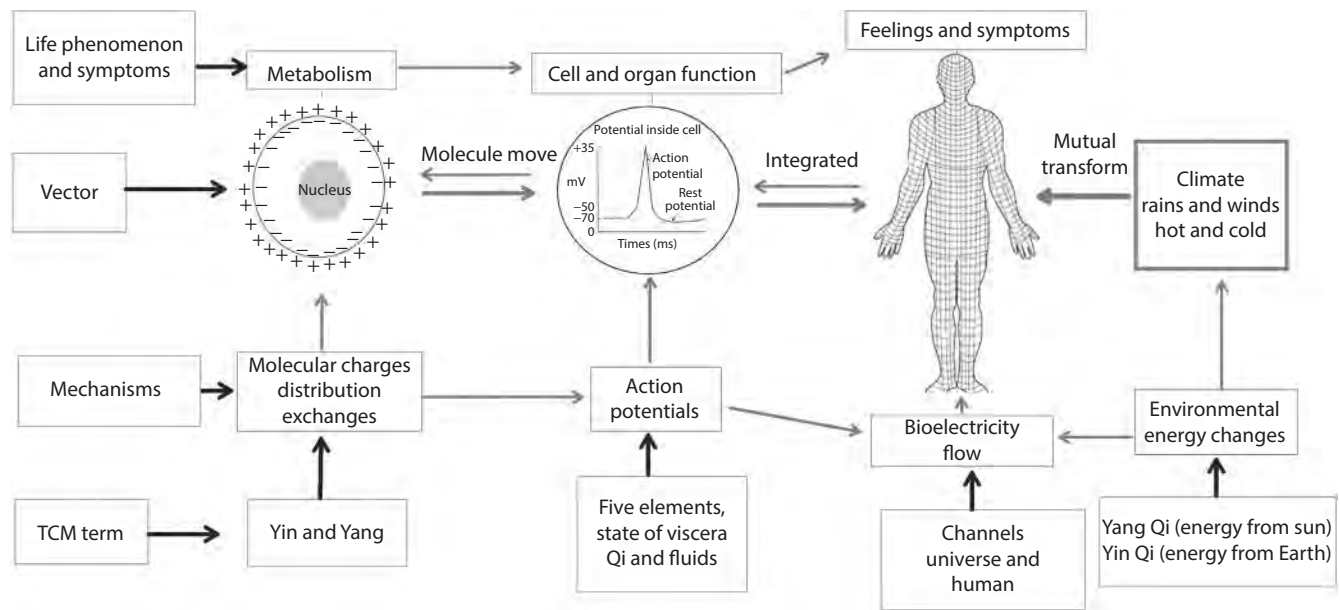 Life phenomenon
and symptoms
Metabolism
Cell and organ function
Feelings and symptoms
Vector
+ + + + + + + + + + + + + + + + + + + + + + + + + + + + + +
− − − − − − − − − − − − − − − − − − − −
Nucleus
Molecule move
Potential inside cell
+35
mV
−50
−70
0
Action
potential
Rest
potential
Times (ms)
Integrated
Mutual
transform
Climate
rains and winds
hot and cold
Mechanisms
Molecular charges
distribution
exchanges
Action
potentials
Bioelectricity
flow
Environmental
energy changes
TCM term
Yin and Yang
Five elements,
state of viscera
Qi and fluids
Channels
universe and
human
Yang Qi (energy from sun)
Yin Qi (energy from Earth)